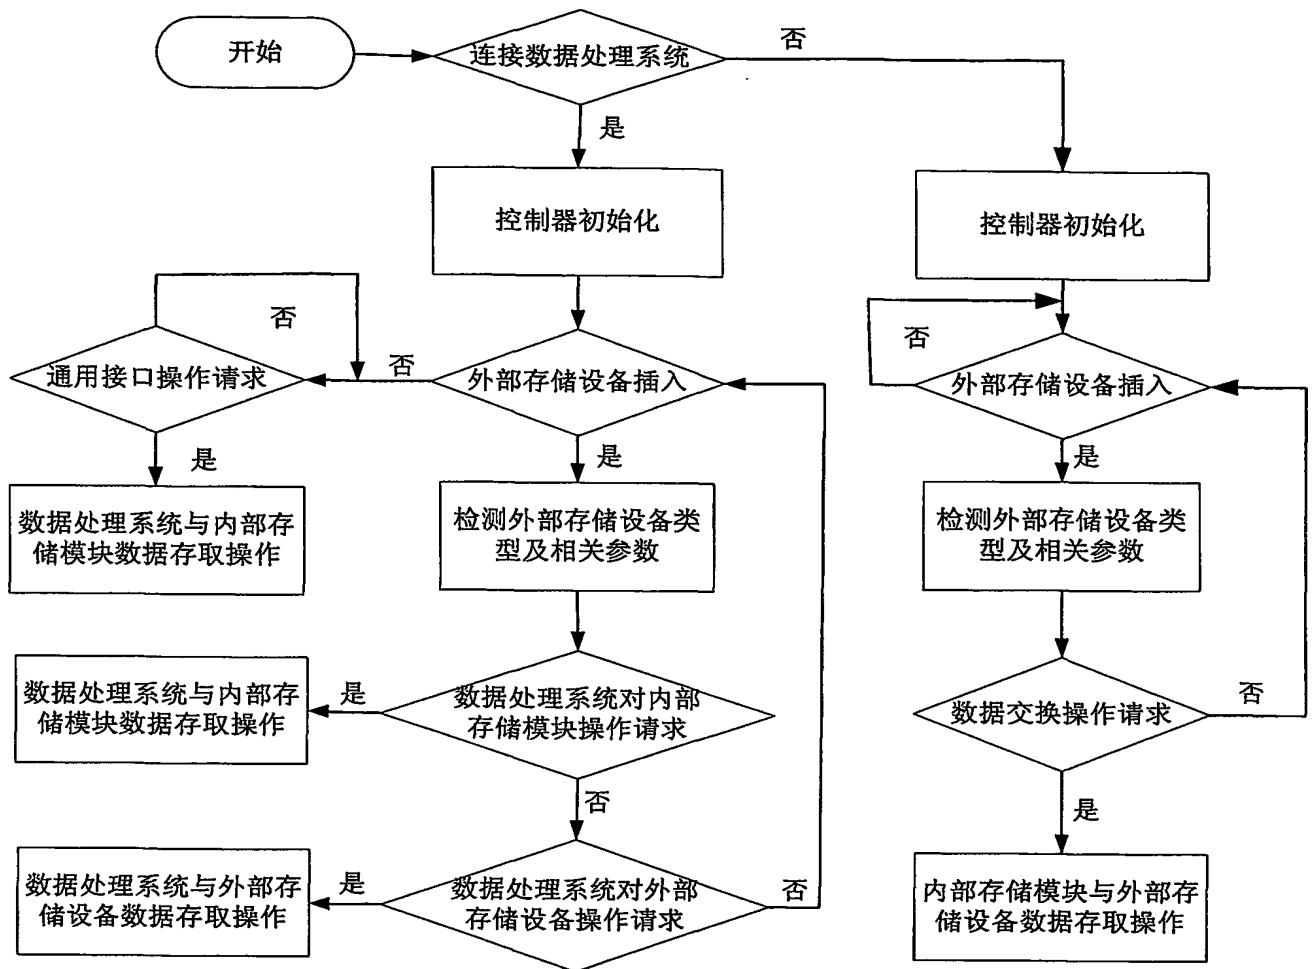 开始
连接数据处理系统
否
是
控制器初始化
控制器初始化
否
通用接口操作请求
否
外部存储设备插入
否
外部存储设备插入
是
是
是
数据处理系统与内部存
储模块数据存取操作
检测外部存储设备类
型及相关参数
检测外部存储设备类
型及相关参数
数据处理系统与内部存
储模块数据存取操作
是
数据处理系统对内部
存储模块操作请求
数据交换操作请求
否
否
是
数据处理系统与外部存
储设备数据存取操作
是
数据处理系统对外部
存储设备操作请求
否
内部存储模块与外部存
储设备数据存取操作